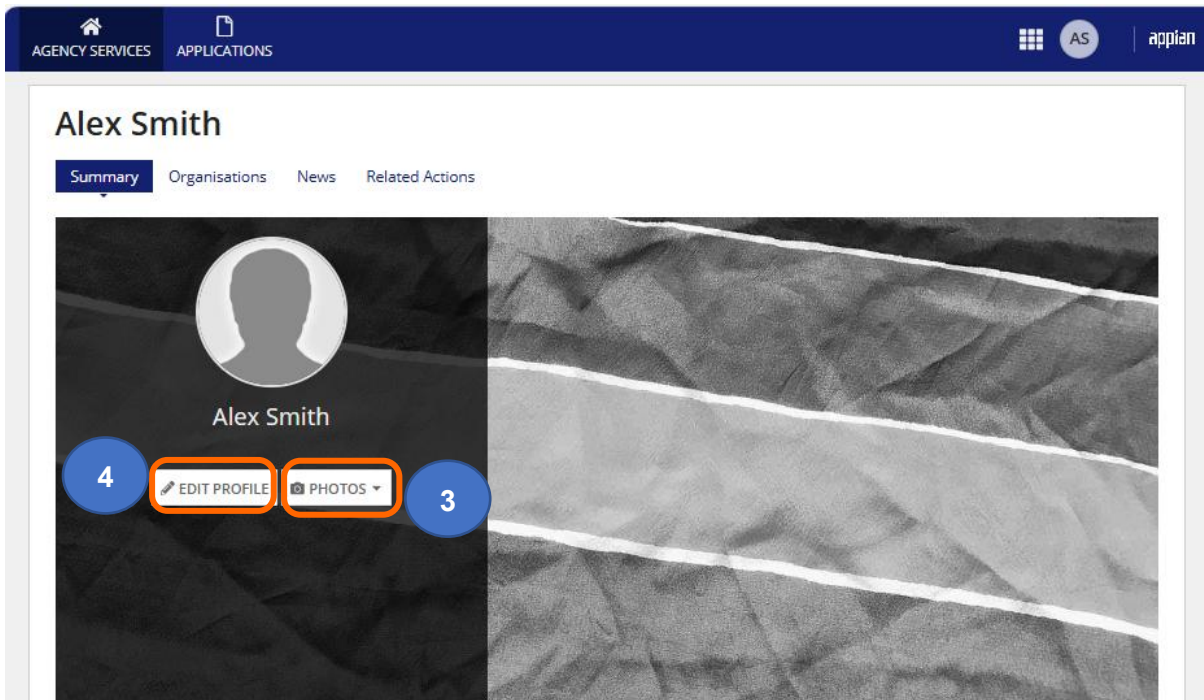 AGENCY SERVICES
APPLICATIONS
AS
appian
Alex Smith
Summary Organisations News Related Actions
Alex Smith
4 EDIT PROFILE PHOTOS 3